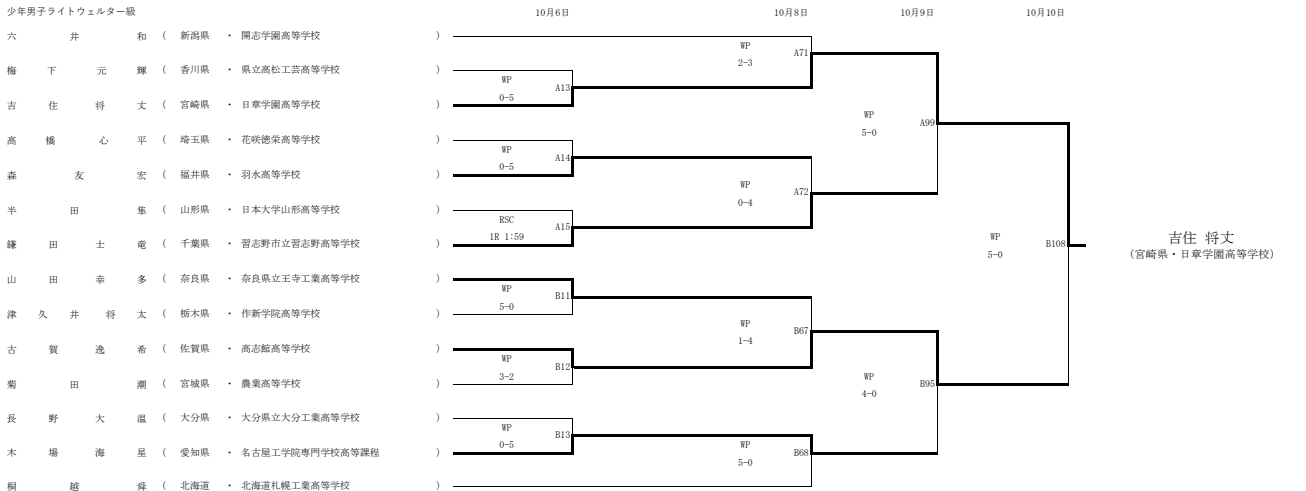 少年男子ライトウェルター級 10月6日 10月8日 10月9日 10月10日
六井和 ( 新潟県 ・ 開志学園高等学校 )
WP
2-3
A71
梅下元輝 ( 香川県 ・ 県立高松工芸高等学校 )
WP
0-5
A13
吉住将丈 ( 宮崎県 ・ 日章学園高等学校 )
WP
5-0
A99
高橋心平 ( 埼玉県 ・ 花咲徳栄高等学校 )
WP
0-5
A14
森友宏 ( 福井県 ・ 羽水高等学校 )
WP
0-4
A72
半田隼 ( 山形県 ・ 日本大学山形高等学校 )
RSC
1R 1:59
A15
鎌田士竜 ( 千葉県 ・ 習志野市立習志野高等学校 )
WP
5-0
B108
吉住 将丈
(宮崎県・日章学園高等学校)
山田幸多 ( 奈良県 ・ 奈良県立王寺工業高等学校 )
WP
5-0
B11
津久井将太 ( 栃木県 ・ 作新学院高等学校 )
WP
1-4
B67
古賀逸希 ( 佐賀県 ・ 高志館高等学校 )
WP
3-2
B12
菊田潮 ( 宮城県 ・ 農業高等学校 )
WP
4-0
B95
長野大温 ( 大分県 ・ 大分県立大分工業高等学校 )
WP
0-5
B13
木場海星 ( 愛知県 ・ 名古屋工学院専門学校高等課程 )
WP
5-0
B68
桐越舜 ( 北海道 ・ 北海道札幌工業高等学校 )